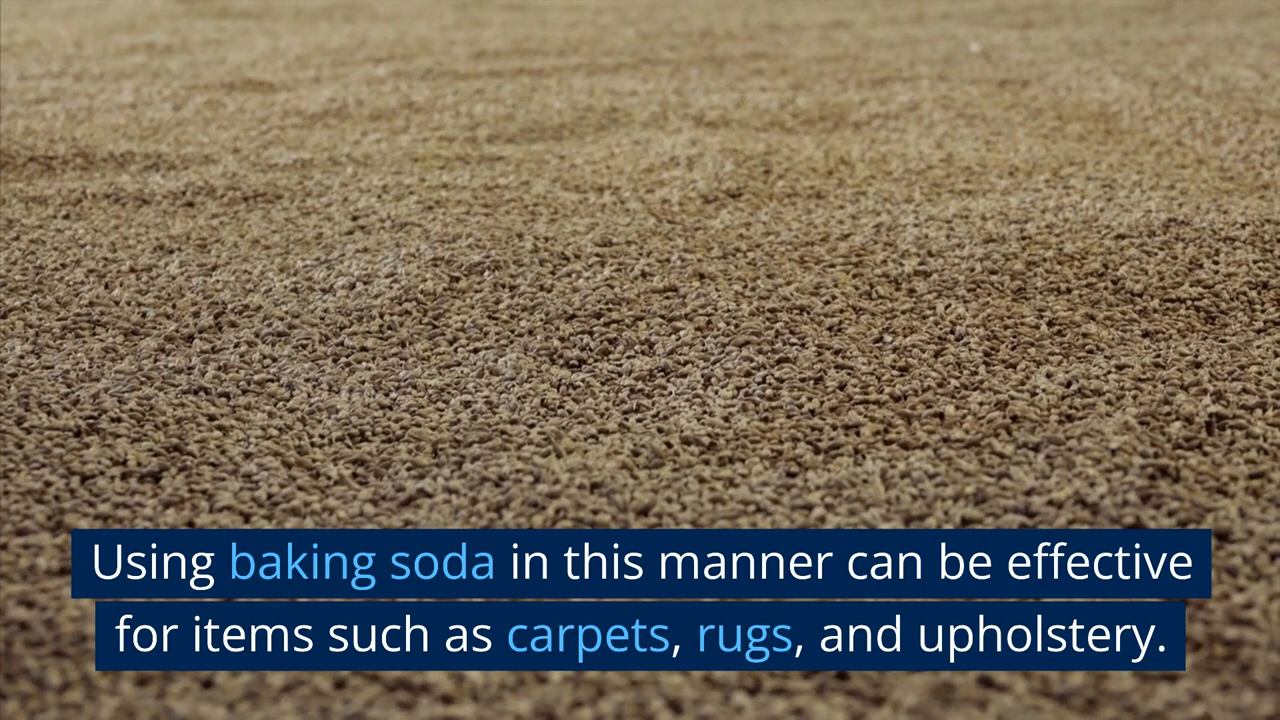 Using baking soda in this manner can be effective
for items such as carpets, rugs, and upholstery.